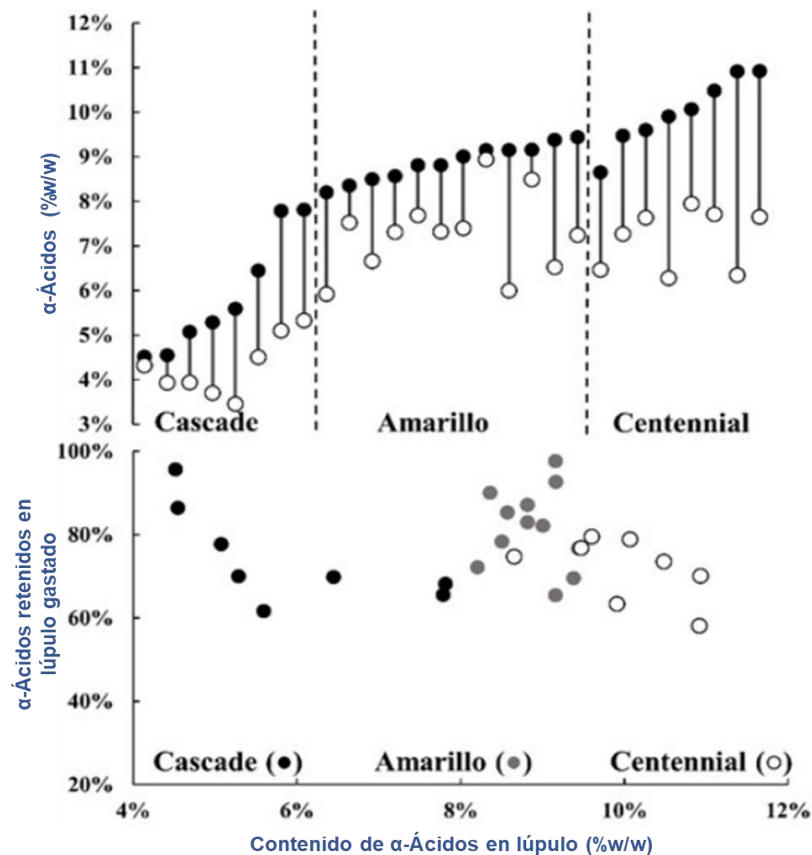 12%
11%
10%
9%
8%
7%
6%
5%
4%
3%
α-Ácidos (%w/w)
Cascade
Amarillo
Centennial
100%
80%
60%
40%
20%
α-Ácidos retenidos en
lúpulo gastado
Cascade (●)
Amarillo (●)
Centennial (○)
4%
6%
8%
10%
12%
Contenido de α-Ácidos en lúpulo (%w/w)